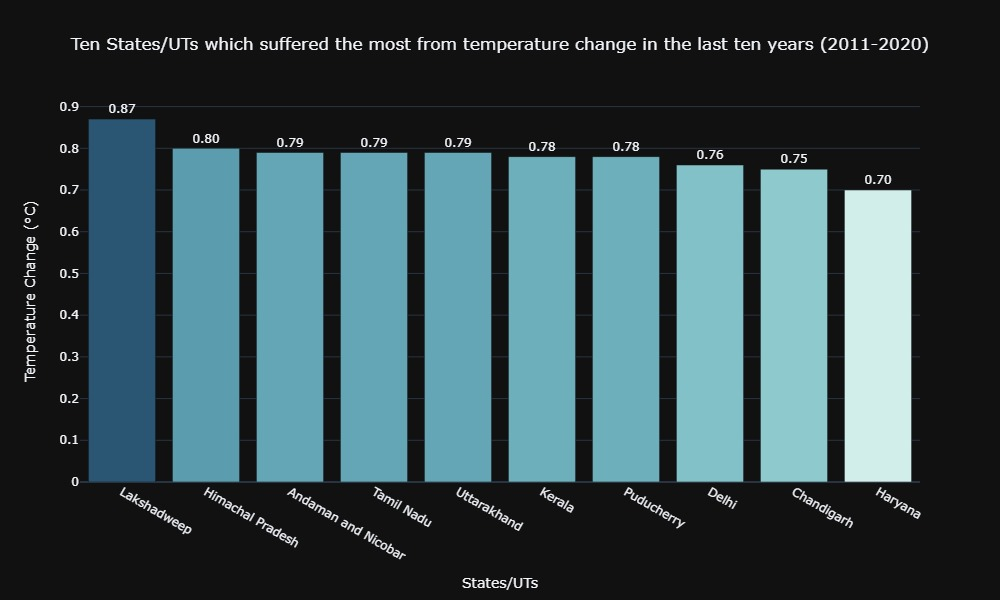 Ten States/UTs which suffered the most from temperature change in the last ten years (2011-2020)
Temperature Change (°C)
0.9
0.8
0.7
0.6
0.5
0.4
0.3
0.2
0.1
0
0.87
0.80
0.79
0.79
0.79
0.78
0.78
0.76
0.75
0.70
Lakshadweep
Himachal Pradesh
Andaman and Nicobar
Tamil Nadu
Uttarakhand
Kerala
Puducherry
Delhi
Chandigarh
Haryana
States/UTs